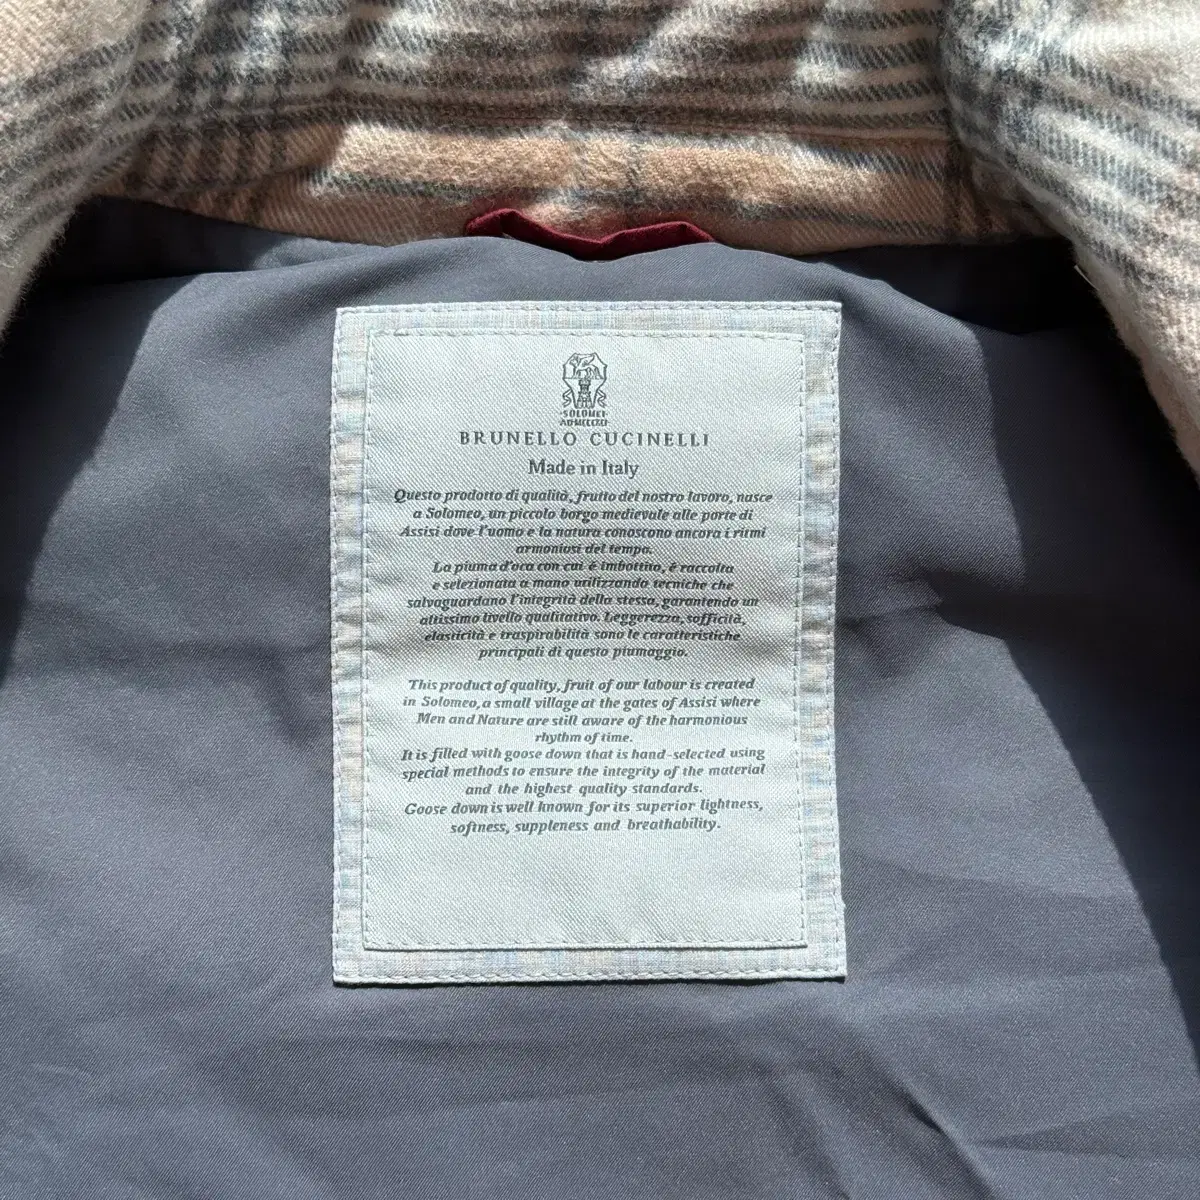 SOLOMEI
BRUNELLO CUCINELLI
Made in Italy
Questo prodotto di qualità, frutto del nostro lavoro, nasce
a Solomeo, un piccolo borgo medievale alle porte di
Assisi dove l'uomo e la natura conoscono ancora i ritmi
armoniosi del tempo.
La piuma d'oca con cui è imbottito, è raccolta
e selezionata a mano utilizzando tecniche che
salvaguardano l'integrità della stessa, garantendo un
altissimo livello qualitativo. Leggerezza, sofficità,
elasticità e traspirabilità sono le caratteristiche
principali di questo piumaggio.
This product of quality, fruit of our labour is created
in Solomeo, a small village at the gates of Assisi where
Men and Nature are still aware of the harmonious
rhythm of time.
It is filled with goose down that is hand-selected using
special methods to ensure the integrity of the material
and the highest quality standards.
Goose down is well known for its superior lightness,
softness, suppleness and breathability.